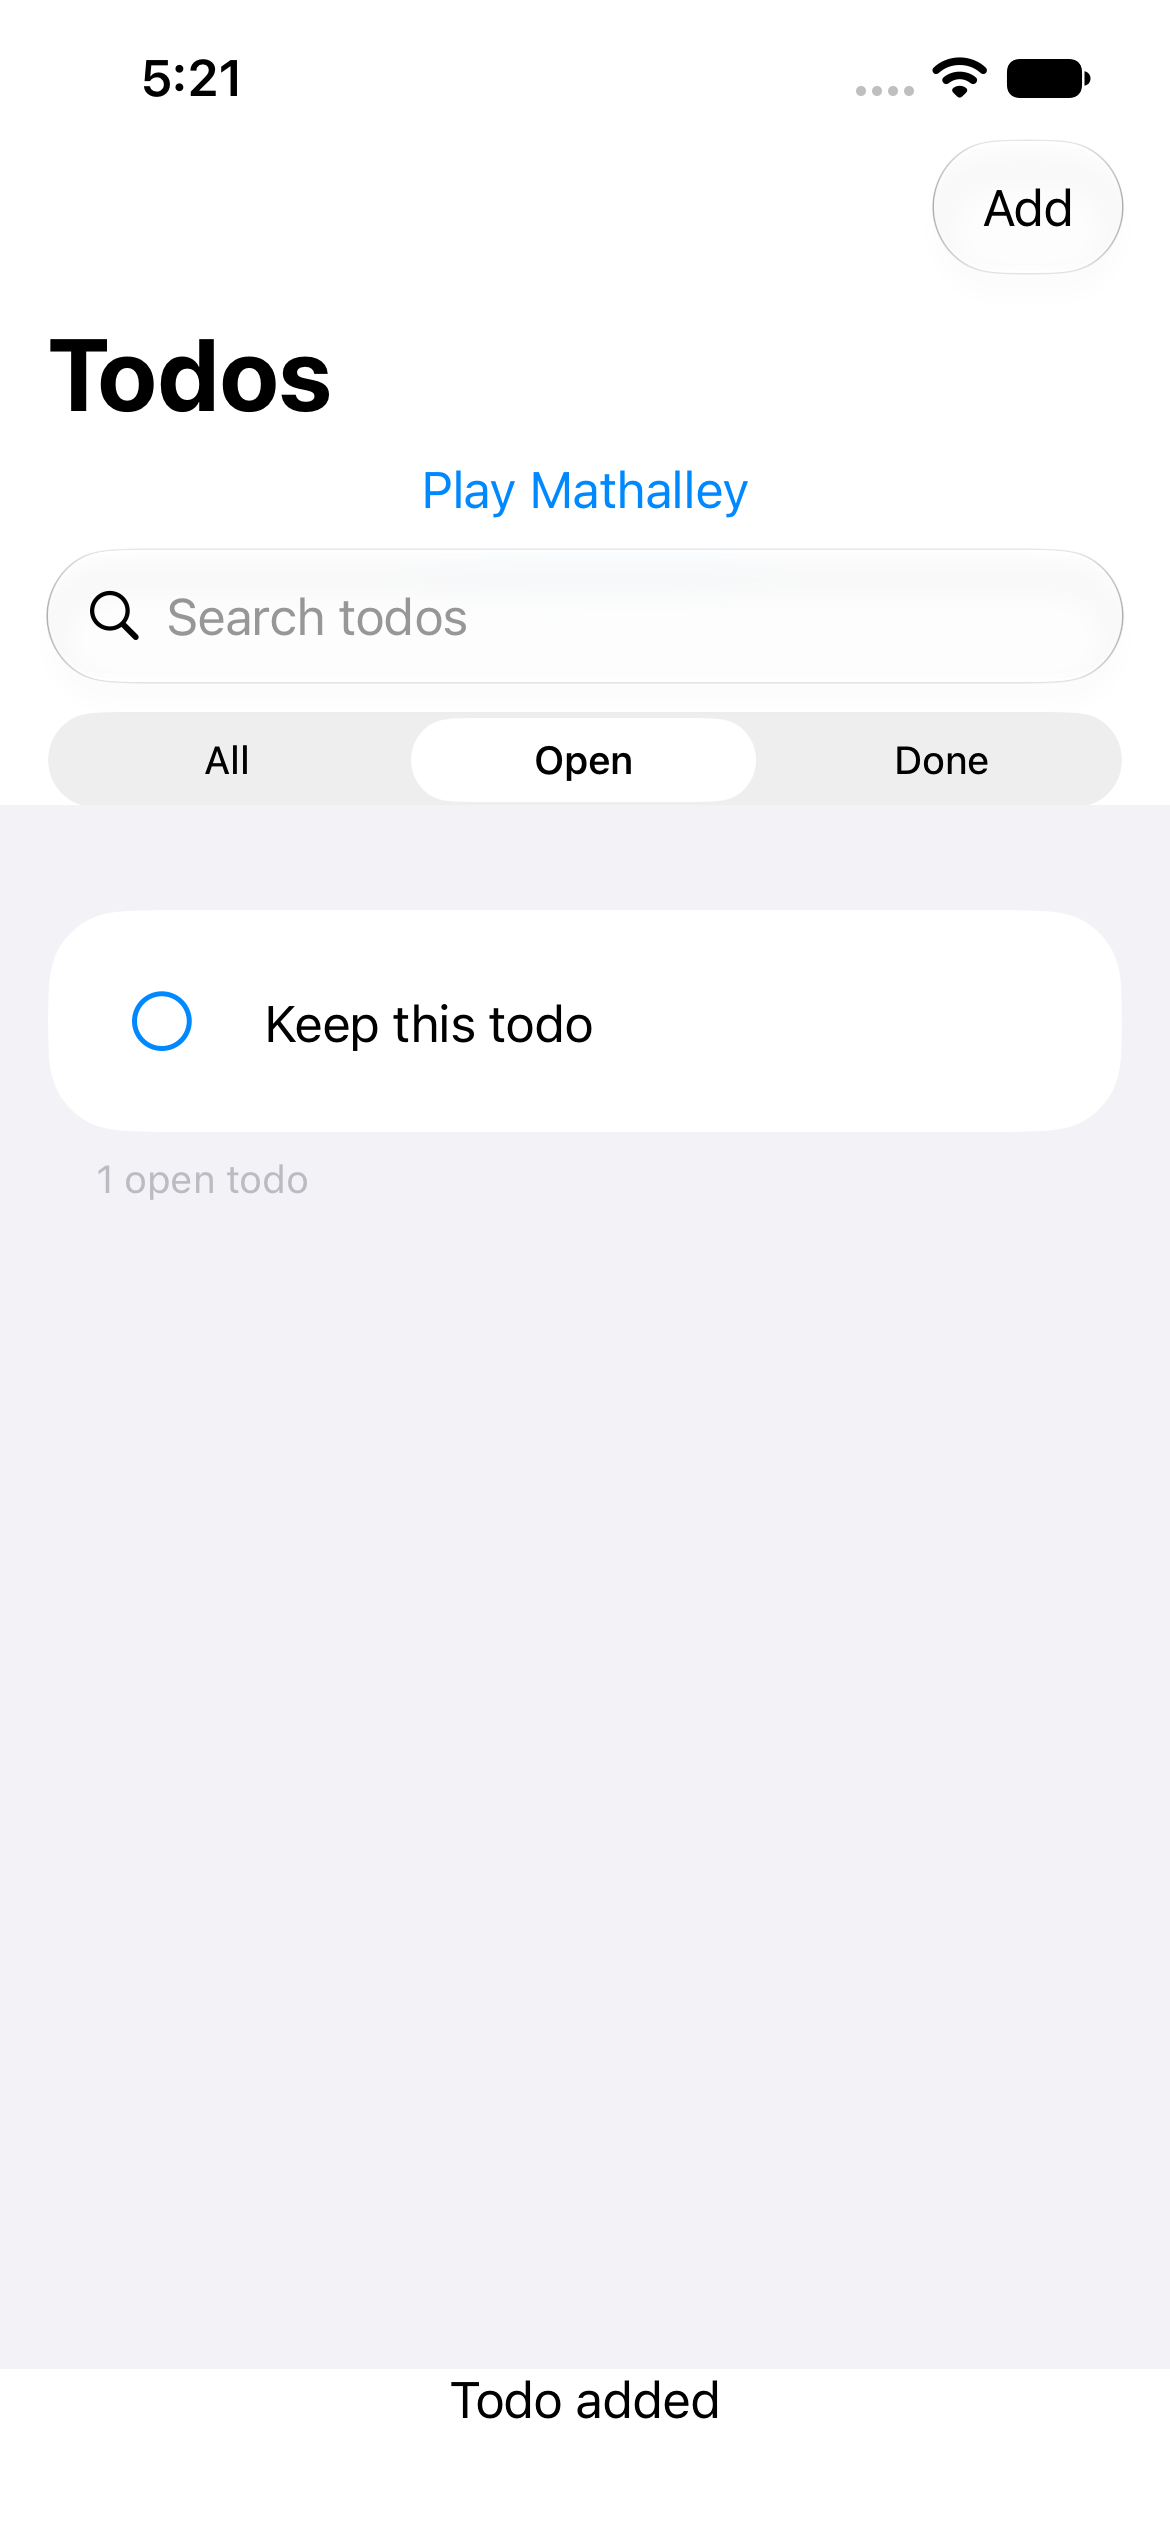 5:21
Add
Todos
Play Mathalley
Search todos
All Open Done
Keep this todo
1 open todo
Todo added